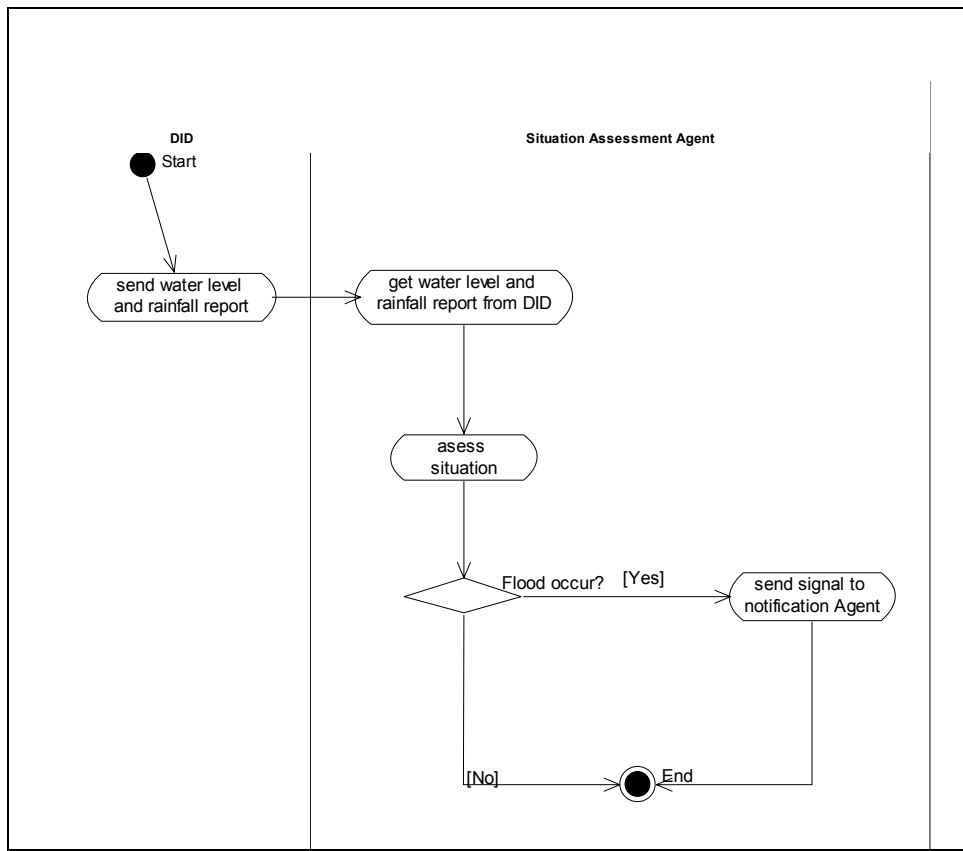 DID
Situation Assessment Agent
Start
send water level
and rainfall report
get water level and
rainfall report from DID
asess
situation
Flood occur?
[Yes]
send signal to
notification Agent
[No]
End